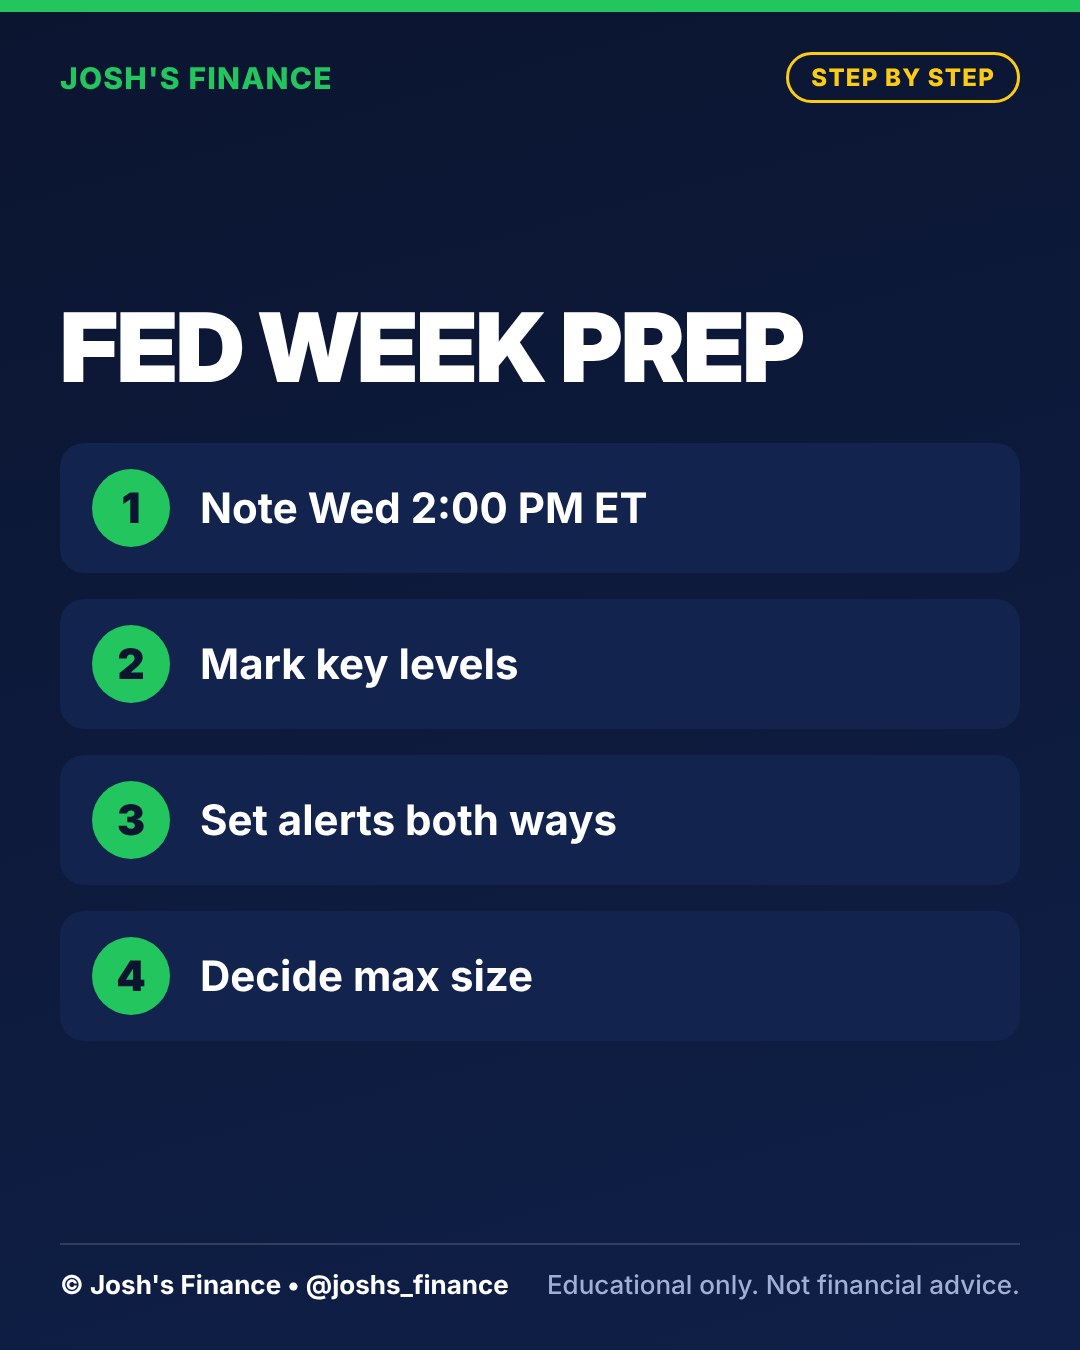 JOSH'S FINANCE
STEP BY STEP
FED WEEK PREP
1 Note Wed 2:00 PM ET
2 Mark key levels
3 Set alerts both ways
4 Decide max size
© Josh's Finance • @joshs_finance
Educational only. Not financial advice.